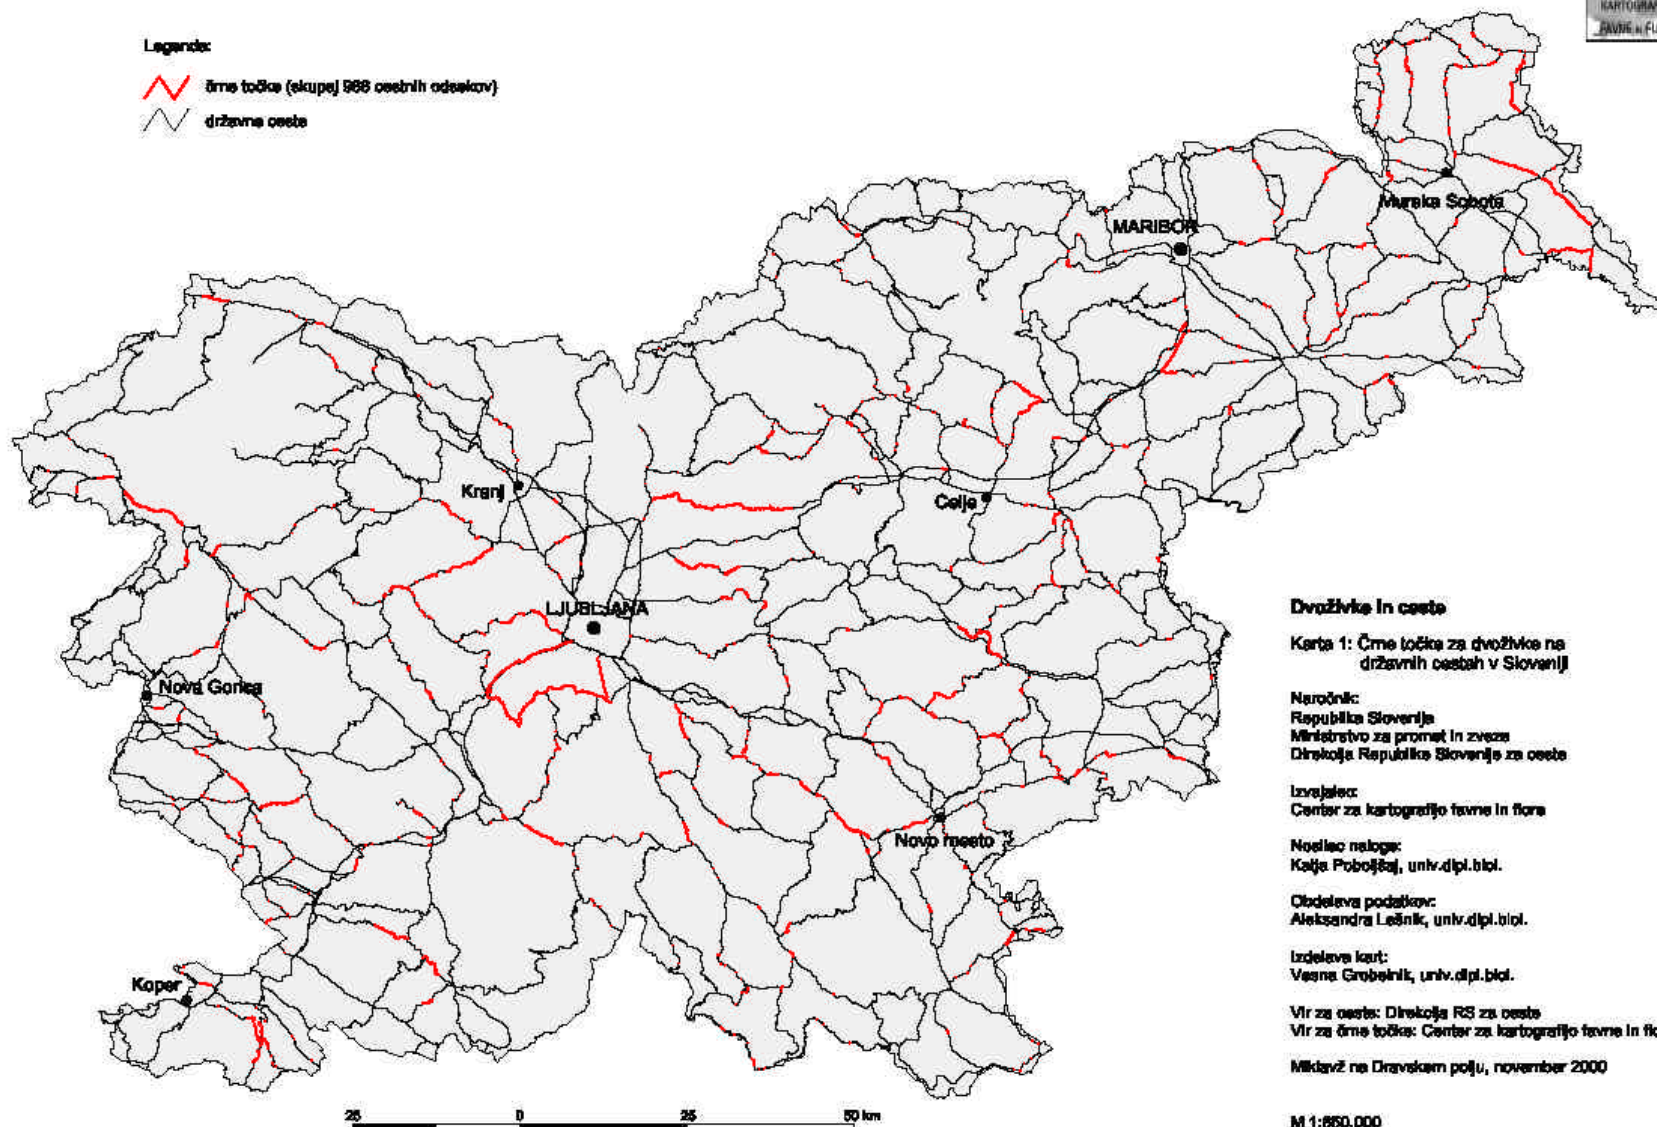 KARTOGRAF
FAVNE IN FL
Legenda:
črne točke (skupaj 988 cestnih odsekov)
državne ceste
MARIBOR
Murska Sobota
Kranj
Celje
LJUBLJANA
Nova Gorica
Novo mesto
Koper
Dvoživke in ceste
Karta 1: Črne točke za dvoživke na
državnih cestah v Sloveniji
Naročnik:
Republika Slovenija
Ministrstvo za promet in zveze
Direkcija Republike Slovenije za ceste
Izvajalec:
Center za kartografijo favne in flore
Nosilec naloge:
Katja Poboljšaj, univ.dipl.biol.
Obdelava podatkov:
Aleksandra Lešnik, univ.dipl.biol.
Izdelava kart:
Vesna Grobelnik, univ.dipl.biol.
Vir za ceste: Direkcija RS za ceste
Vir za črne točke: Center za kartografijo favne in flo
Miklavž na Dravskem polju, november 2000
25 0 25 50 km